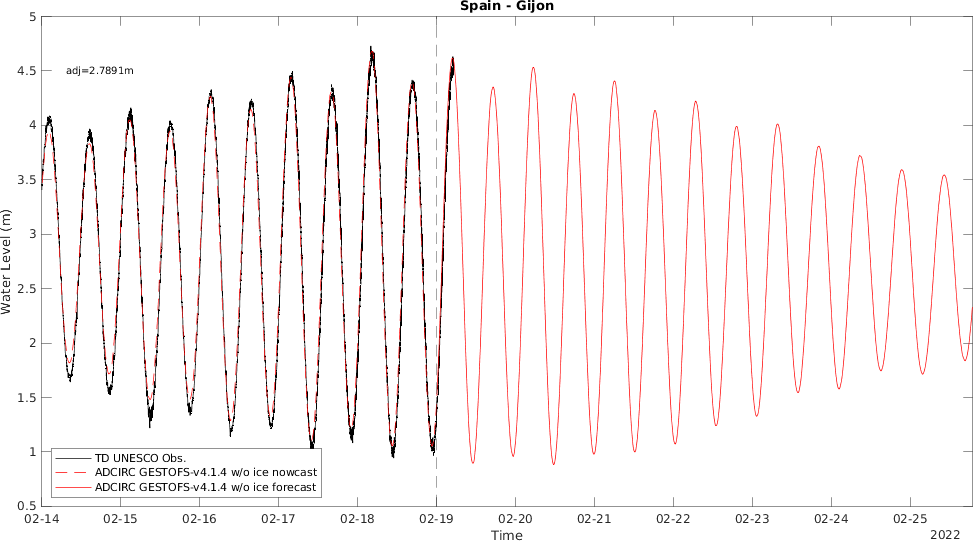 Spain - Gijon
5
4.5
4
3.5
3
2.5
2
1.5
1
0.5
Water Level (m)
adj=2.7891m
TD UNESCO Obs.
ADCIRC GESTOFS-v4.1.4 w/o ice nowcast
ADCIRC GESTOFS-v4.1.4 w/o ice forecast
02-14 02-15 02-16 02-17 02-18 02-19 02-20 02-21 02-22 02-23 02-24 02-25
Time
2022